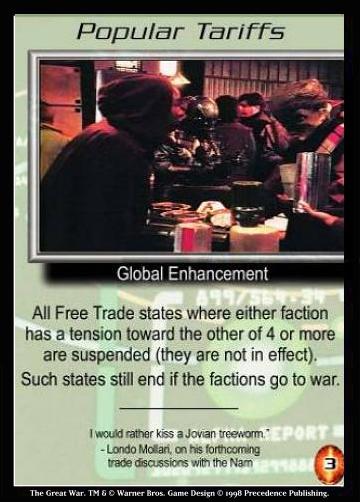 Popular Tariffs
Global Enhancement
All Free Trade states where either faction
has a tension toward the other of 4 or more
are suspended (they are not in effect).
Such states still end if the factions go to war.
I would rather kiss a Jovian treeworm."
- Londo Mollari, on his forthcoming
trade discussions with the Narn
3
The Great War. TM & © Warner Bros. Game Design © 1998 Precedence Publishing.